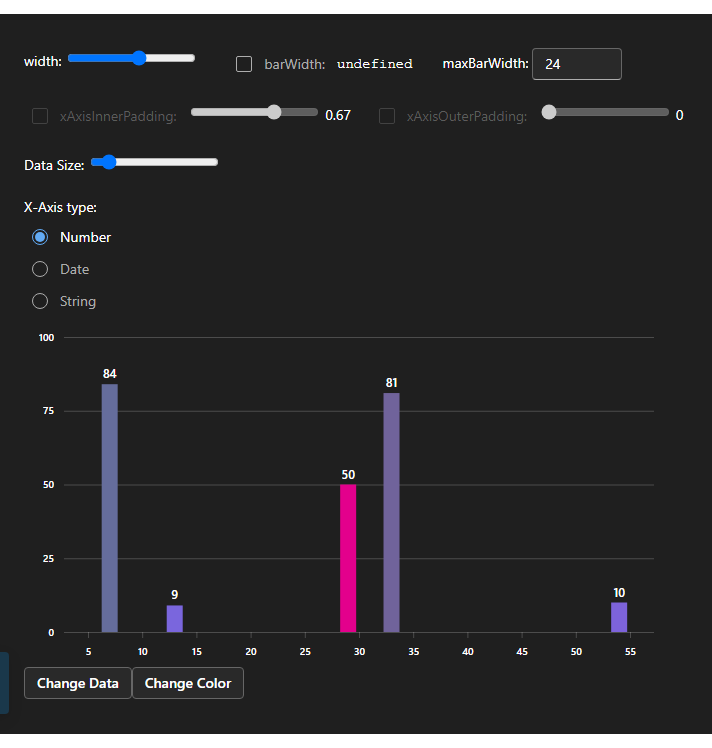 width: barWidth: undefined maxBarWidth: 24
xAxisInnerPadding: 0.67 xAxisOuterPadding: 0
Data Size:
X-Axis type:
Number
Date
String
100
84
81
75
50
50
25
9
10
0
5 10 15 20 25 30 35 40 45 50 55
Change Data Change Color